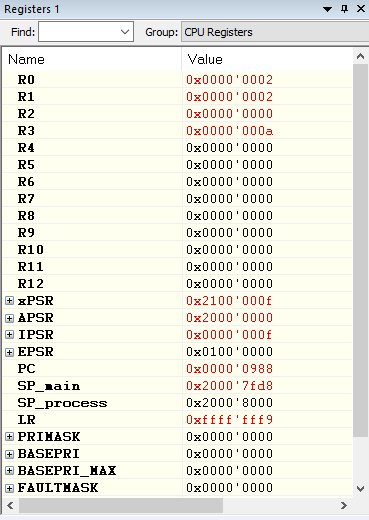 Registers 1
Find: Group: CPU Registers
Name Value
R0 0x0000'0002
R1 0x0000'0002
R2 0x0000'0000
R3 0x0000'000a
R4 0x0000'0000
R5 0x0000'0000
R6 0x0000'0000
R7 0x0000'0000
R8 0x0000'0000
R9 0x0000'0000
R10 0x0000'0000
R11 0x0000'0000
R12 0x0000'0000
xPSR 0x2100'000f
APSR 0x2000'0000
IPSR 0x0000'000f
EPSR 0x0100'0000
PC 0x0000'0988
SP_main 0x2000'7fd8
SP_process 0x2000'8000
LR 0xffff'fff9
PRIMASK 0x0000'0000
BASEPRI 0x0000'0000
BASEPRI_MAX 0x0000'0000
FAULTMASK 0x0000'0000